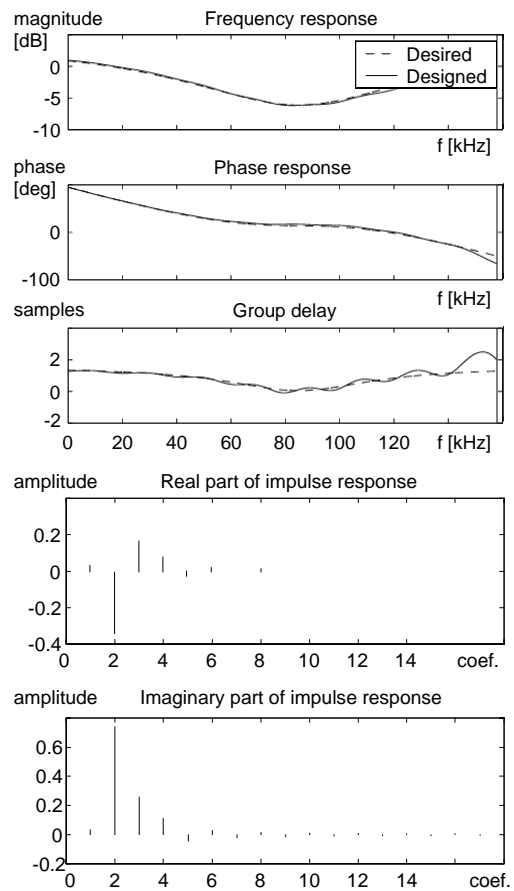 magnitude Frequency response
[dB]
0
-5
-10
Desired
Designed
f [kHz]
phase Phase response
[deg]
0
-100
f [kHz]
samples Group delay
2
0
-2
0 20 40 60 80 100 120 f [kHz]
amplitude Real part of impulse response
0.2
0
-0.2
-0.4
0 2 4 6 8 10 12 14 coef.
amplitude Imaginary part of impulse response
0.6
0.4
0.2
0
-0.2
0 2 4 6 8 10 12 14 16 coef.